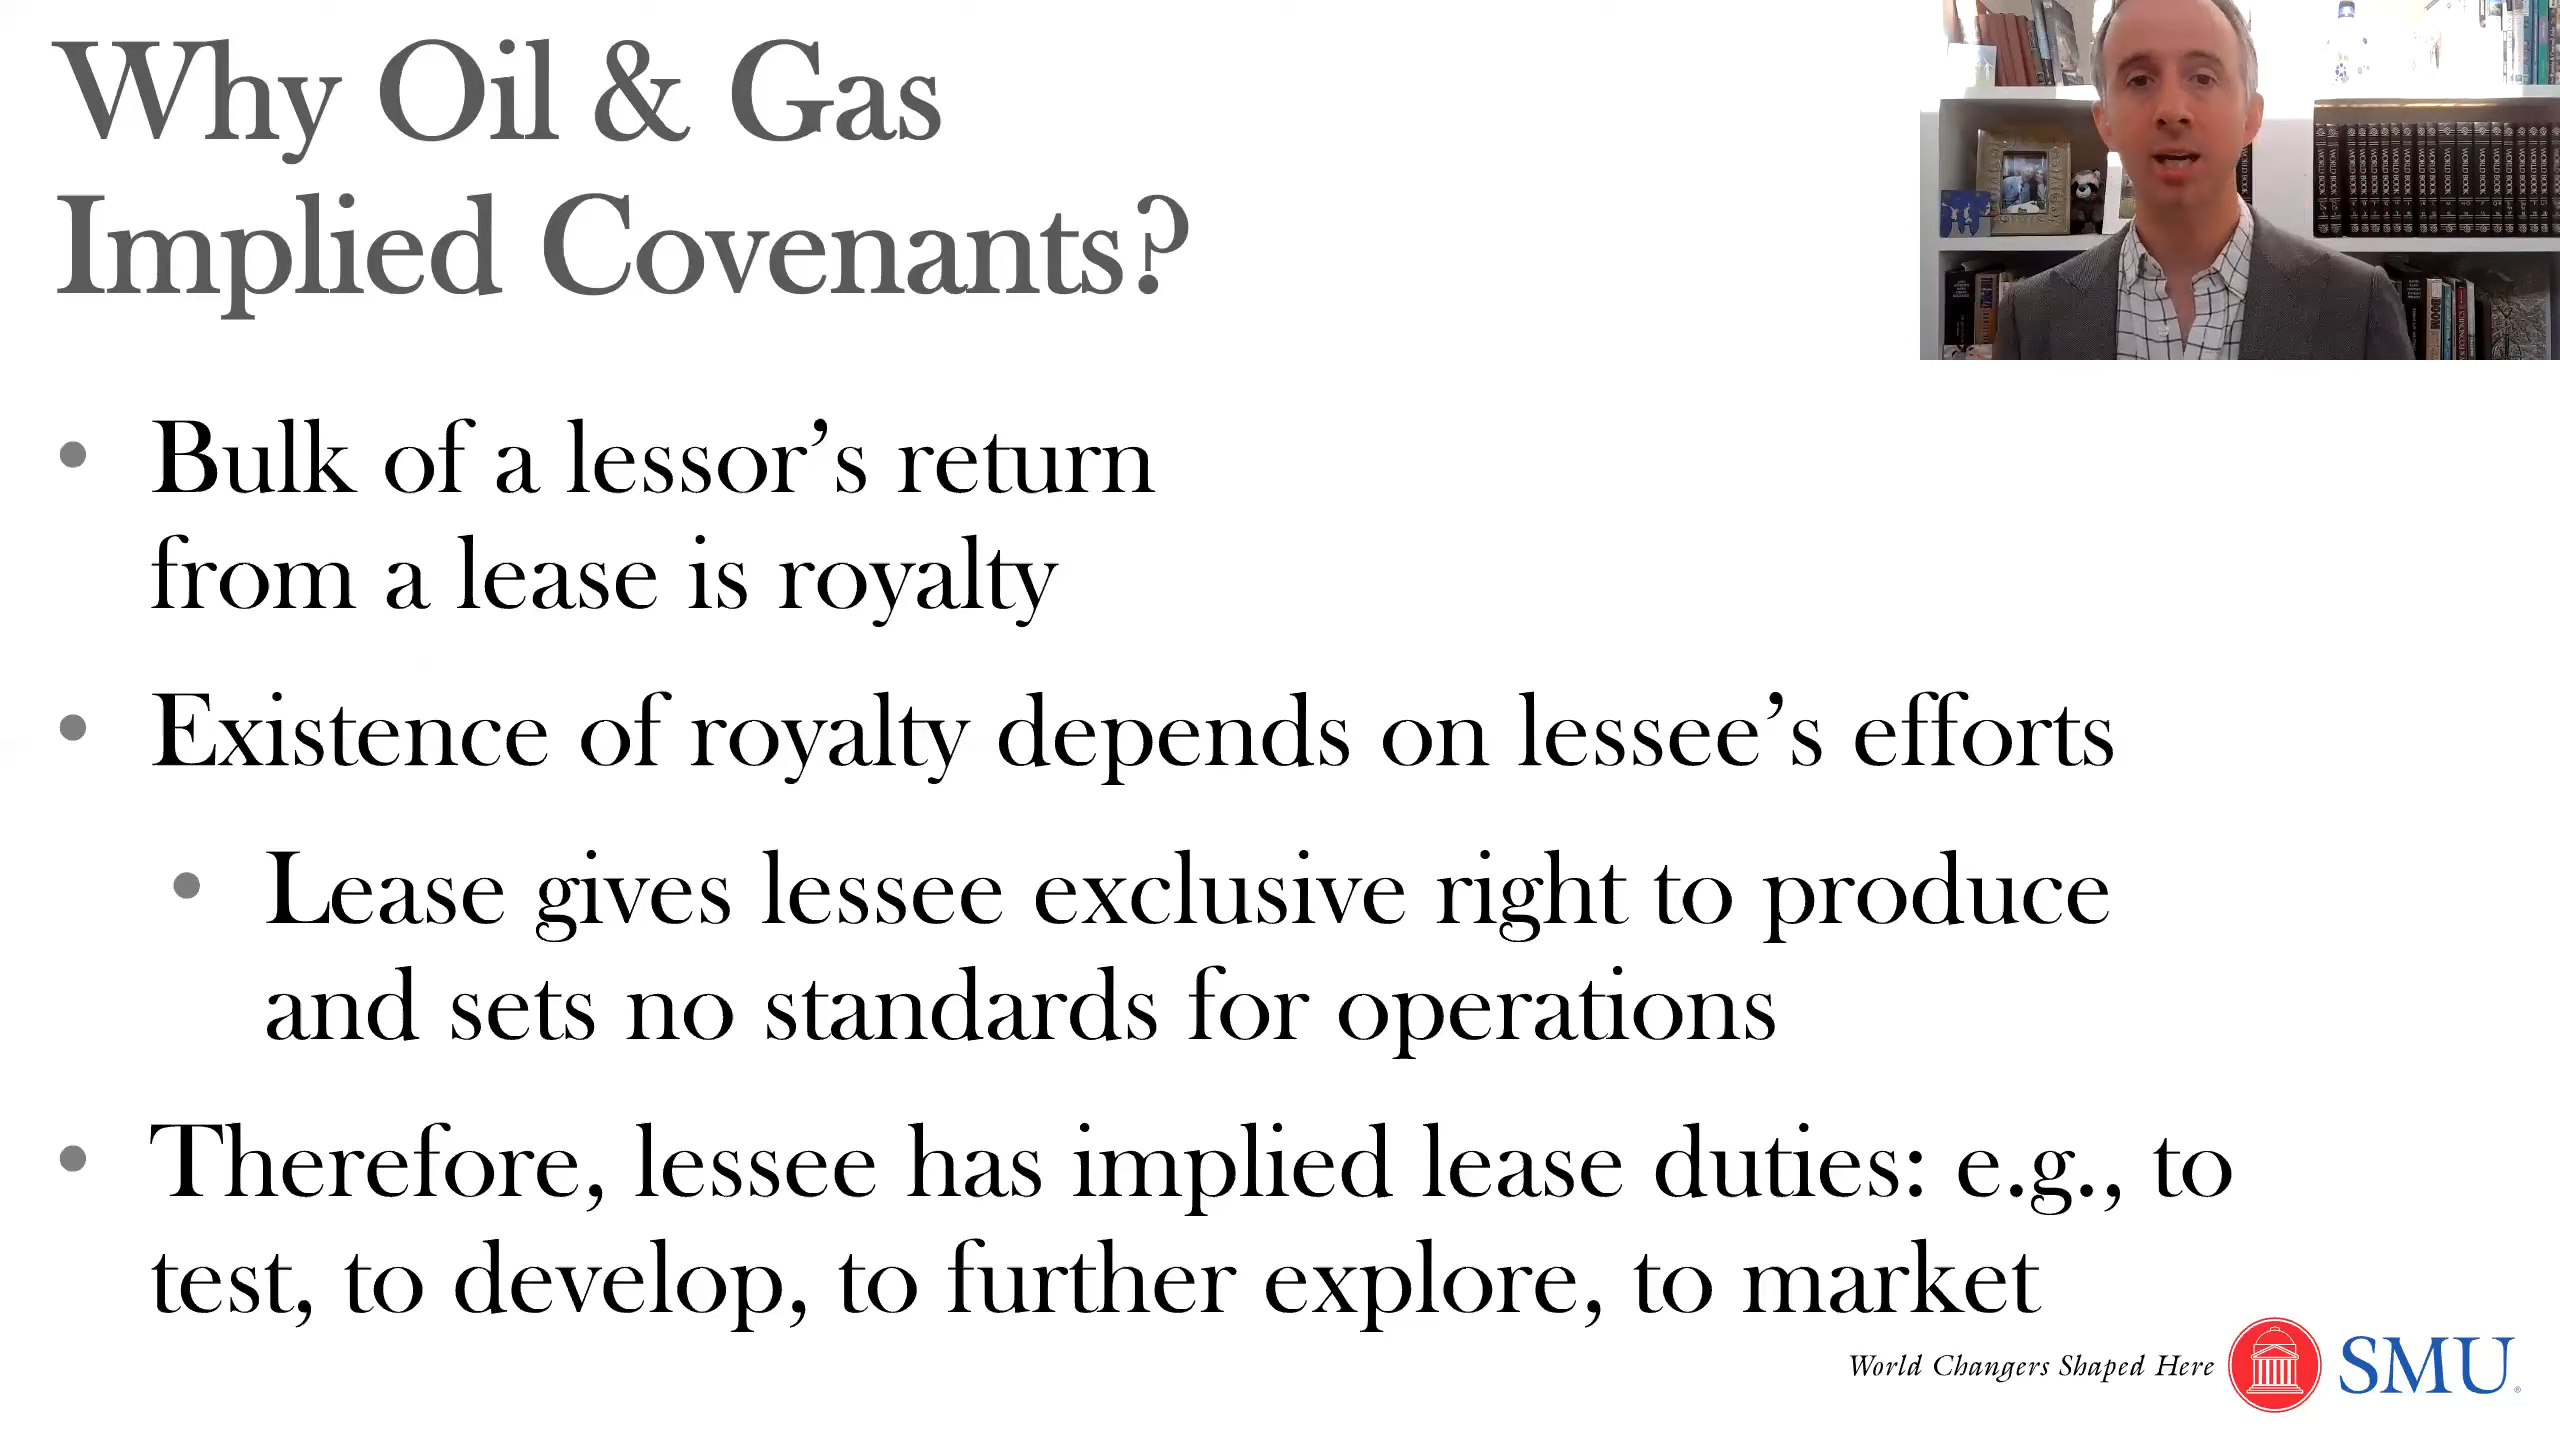 Why Oil & Gas
Implied Covenants?
• Bulk of a lessor’s return
from a lease is royalty
• Existence of royalty depends on lessee’s efforts
• Lease gives lessee exclusive right to produce
and sets no standards for operations
• Therefore, lessee has implied lease duties: e.g., to
test, to develop, to further explore, to market
World Changers Shaped Here
SMU®
WORLD BOOK